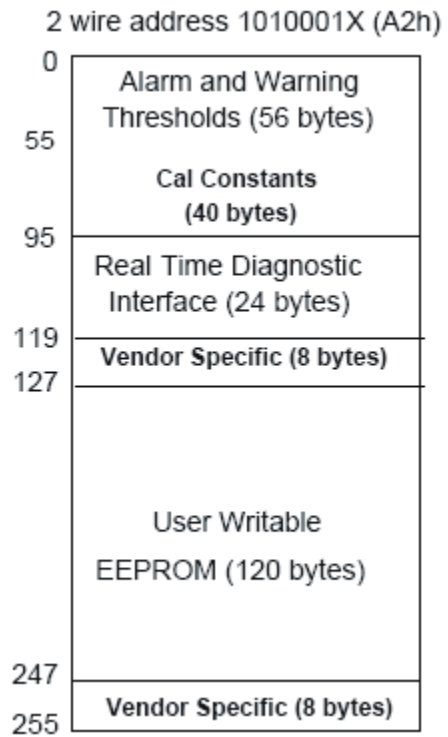 2 wire address 1010001X (A2h)
0
Alarm and Warning
Thresholds (56 bytes)
55
Cal Constants
(40 bytes)
95
Real Time Diagnostic
Interface (24 bytes)
119
Vendor Specific (8 bytes)
127
User Writable
EEPROM (120 bytes)
247
Vendor Specific (8 bytes)
255